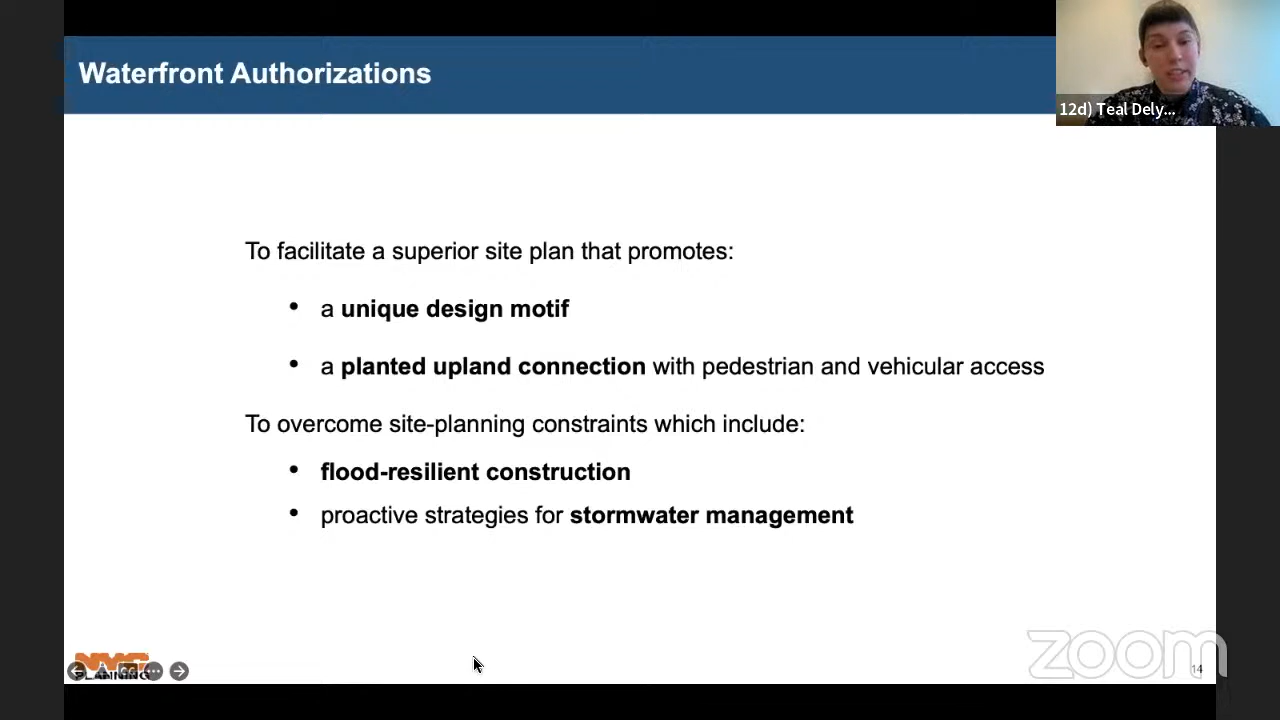 Waterfront Authorizations
12d) Teal Dely...
To facilitate a superior site plan that promotes:
• a unique design motif
• a planted upland connection with pedestrian and vehicular access
To overcome site-planning constraints which include:
• flood-resilient construction
• proactive strategies for stormwater management
NYC
PLANNING
zoom
14